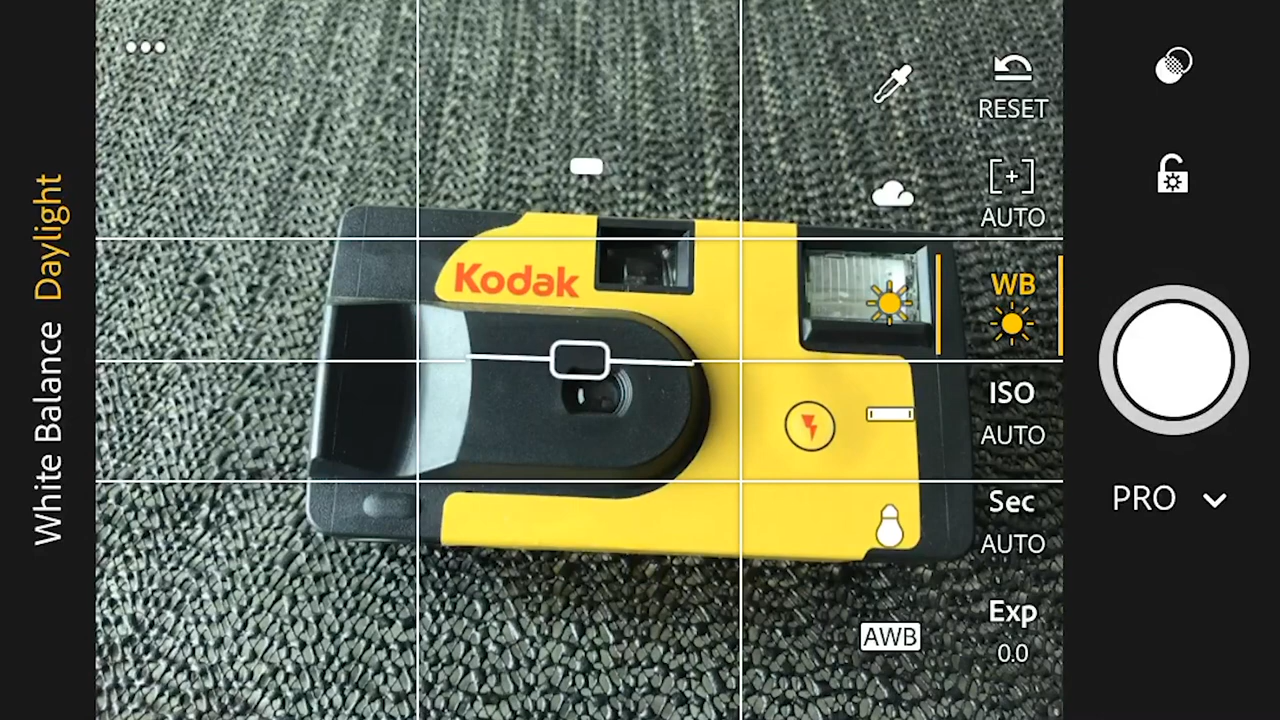 White Balance Daylight
Kodak
RESET
AUTO
WB
ISO
AUTO
Sec
AUTO
Exp
0.0
AWB
PRO